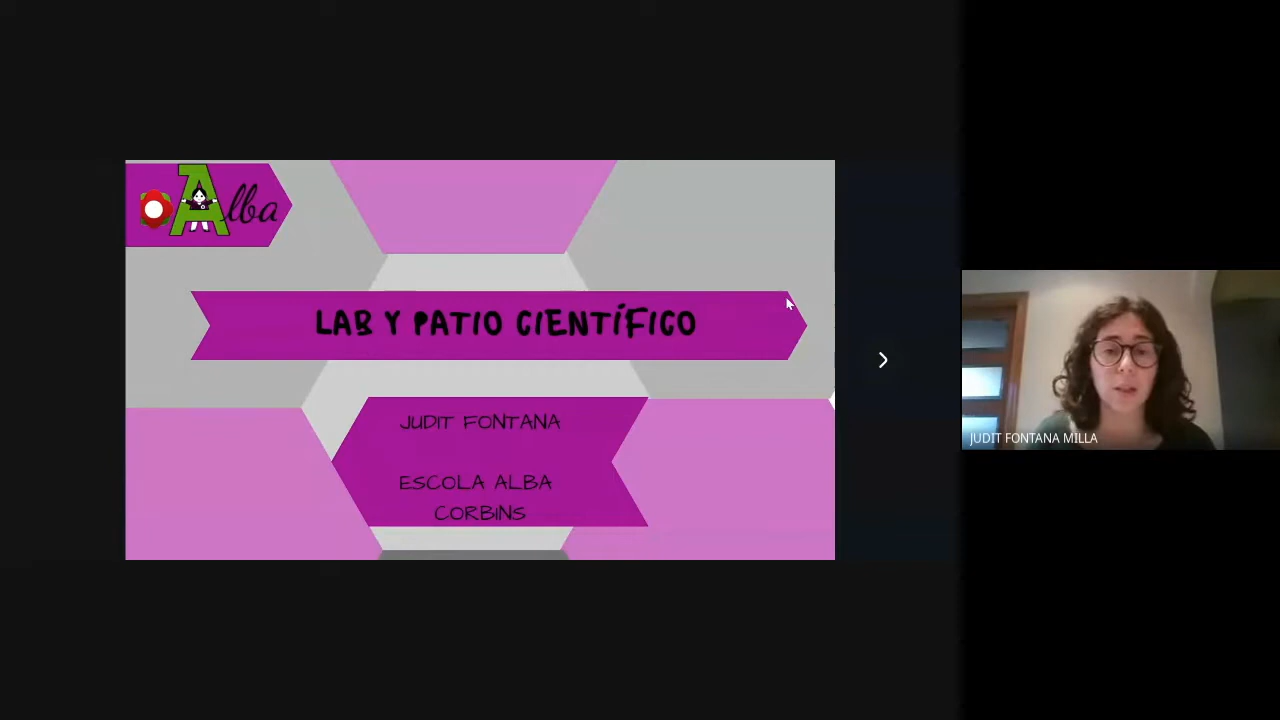 Alba
LAB Y PATIO CIENTÍFICO
JUDIT FONTANA
ESCOLA ALBA
CORBINS
JUDIT FONTANA MILLA